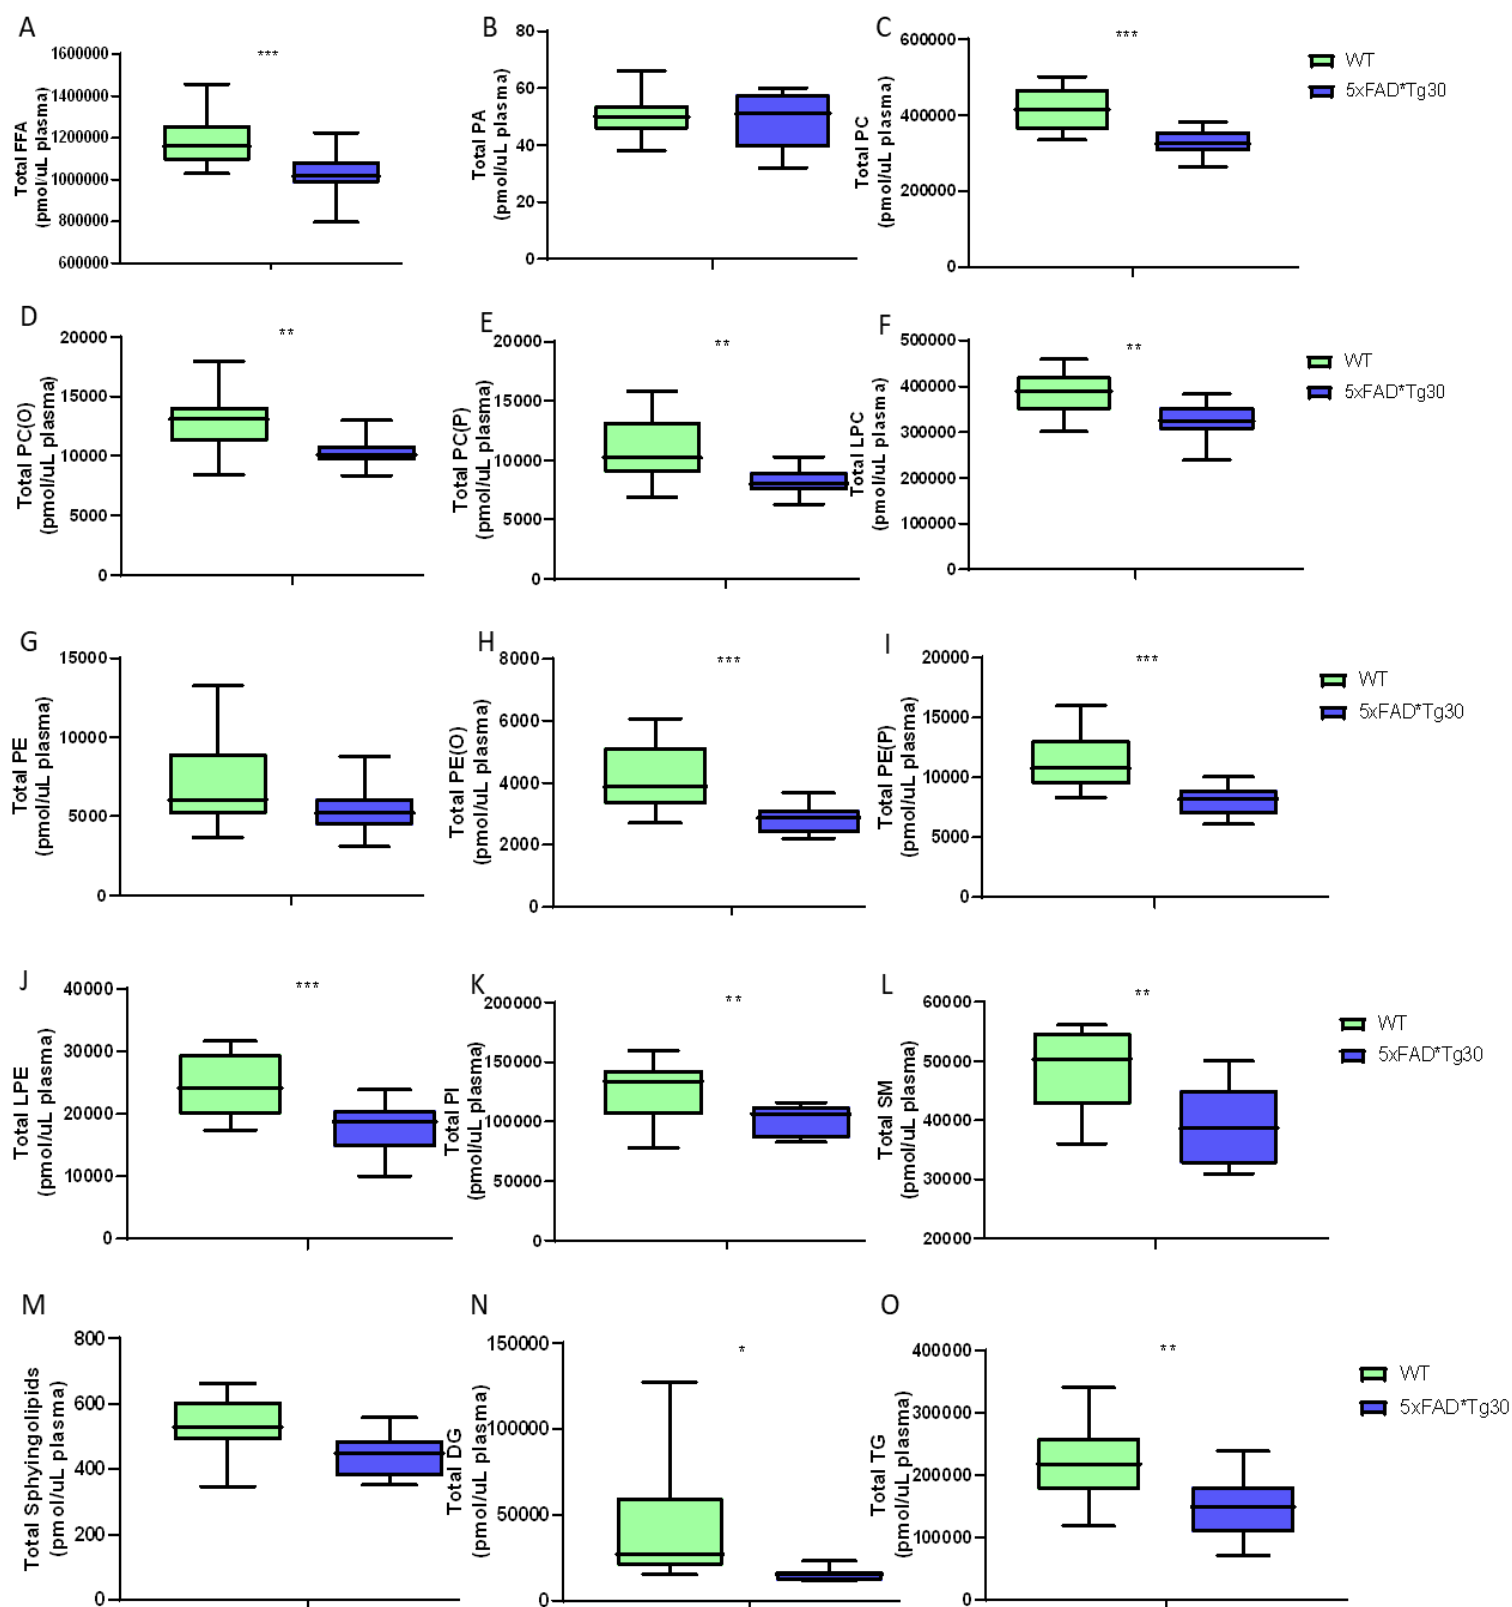 A
1600000
1400000
1200000
1000000
800000
600000
Total FFA
(pmol/uL plasma)
***
B
80
60
40
20
0
Total PA
(pmol/uL plasma)
C
600000
400000
200000
0
Total PC
(pmol/uL plasma)
***
WT
5xFAD*Tg30
D
20000
15000
10000
5000
0
Total PC(O)
(pmol/uL plasma)
**
E
20000
15000
10000
5000
0
Total PC(P)
(pmol/uL plasma)
**
F
500000
400000
300000
200000
100000
0
Total LPC
(pmol/uL plasma)
**
WT
5xFAD*Tg30
G
15000
10000
5000
0
Total PE
(pmol/uL plasma)
H
8000
6000
4000
2000
0
Total PE(O)
(pmol/uL plasma)
***
I
20000
15000
10000
5000
0
Total PE(P)
(pmol/uL plasma)
***
WT
5xFAD*Tg30
J
40000
30000
20000
10000
0
Total LPE
(pmol/uL plasma)
***
K
200000
150000
100000
50000
0
Total PI
(pmol/uL plasma)
**
L
60000
50000
40000
30000
20000
Total SM
(pmol/uL plasma)
**
WT
5xFAD*Tg30
M
800
600
400
200
0
Total Sphyingolipids
(pmol/uL plasma)
N
150000
100000
50000
0
Total DG
(pmol/uL plasma)
*
O
400000
300000
200000
100000
0
Total TG
(pmol/uL plasma)
**
WT
5xFAD*Tg30